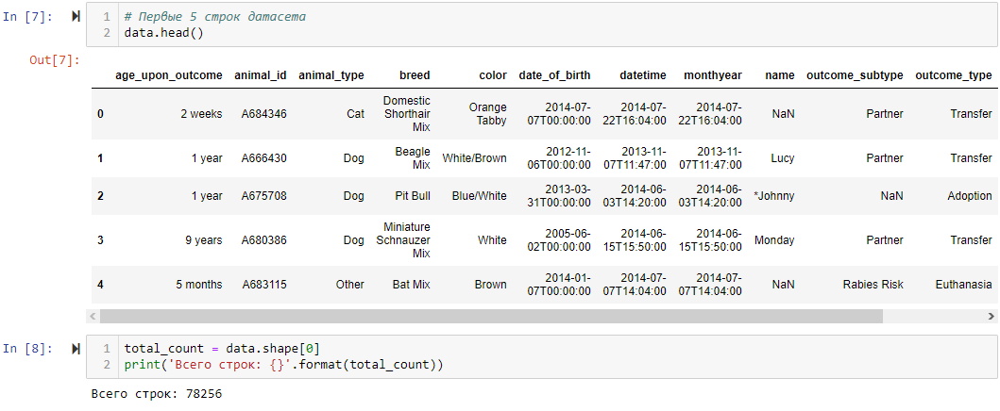 In [7]:
1 # Первые 5 строк датасета
2 data.head()
Out[7]:
age_upon_outcome animal_id animal_type breed color date_of_birth datetime monthyear name outcome_subtype outcome_type
0 2 weeks A684346 Cat Domestic Shorthair Mix Orange Tabby 2014-07-07T00:00:00 2014-07-22T16:04:00 2014-07-22T16:04:00 NaN Partner Transfer
1 1 year A666430 Dog Beagle Mix White/Brown 2012-11-06T00:00:00 2013-11-07T11:47:00 2013-11-07T11:47:00 Lucy Partner Transfer
2 1 year A675708 Dog Pit Bull Blue/White 2013-03-31T00:00:00 2014-06-03T14:20:00 2014-06-03T14:20:00 *Johnny NaN Adoption
3 9 years A680386 Dog Miniature Schnauzer Mix White 2005-06-02T00:00:00 2014-06-15T15:50:00 2014-06-15T15:50:00 Monday Partner Transfer
4 5 months A683115 Other Bat Mix Brown 2014-01-07T00:00:00 2014-07-07T14:04:00 2014-07-07T14:04:00 NaN Rabies Risk Euthanasia
In [8]:
1 total_count = data.shape[0]
2 print('Всего строк: {}'.format(total_count))
Всего строк: 78256